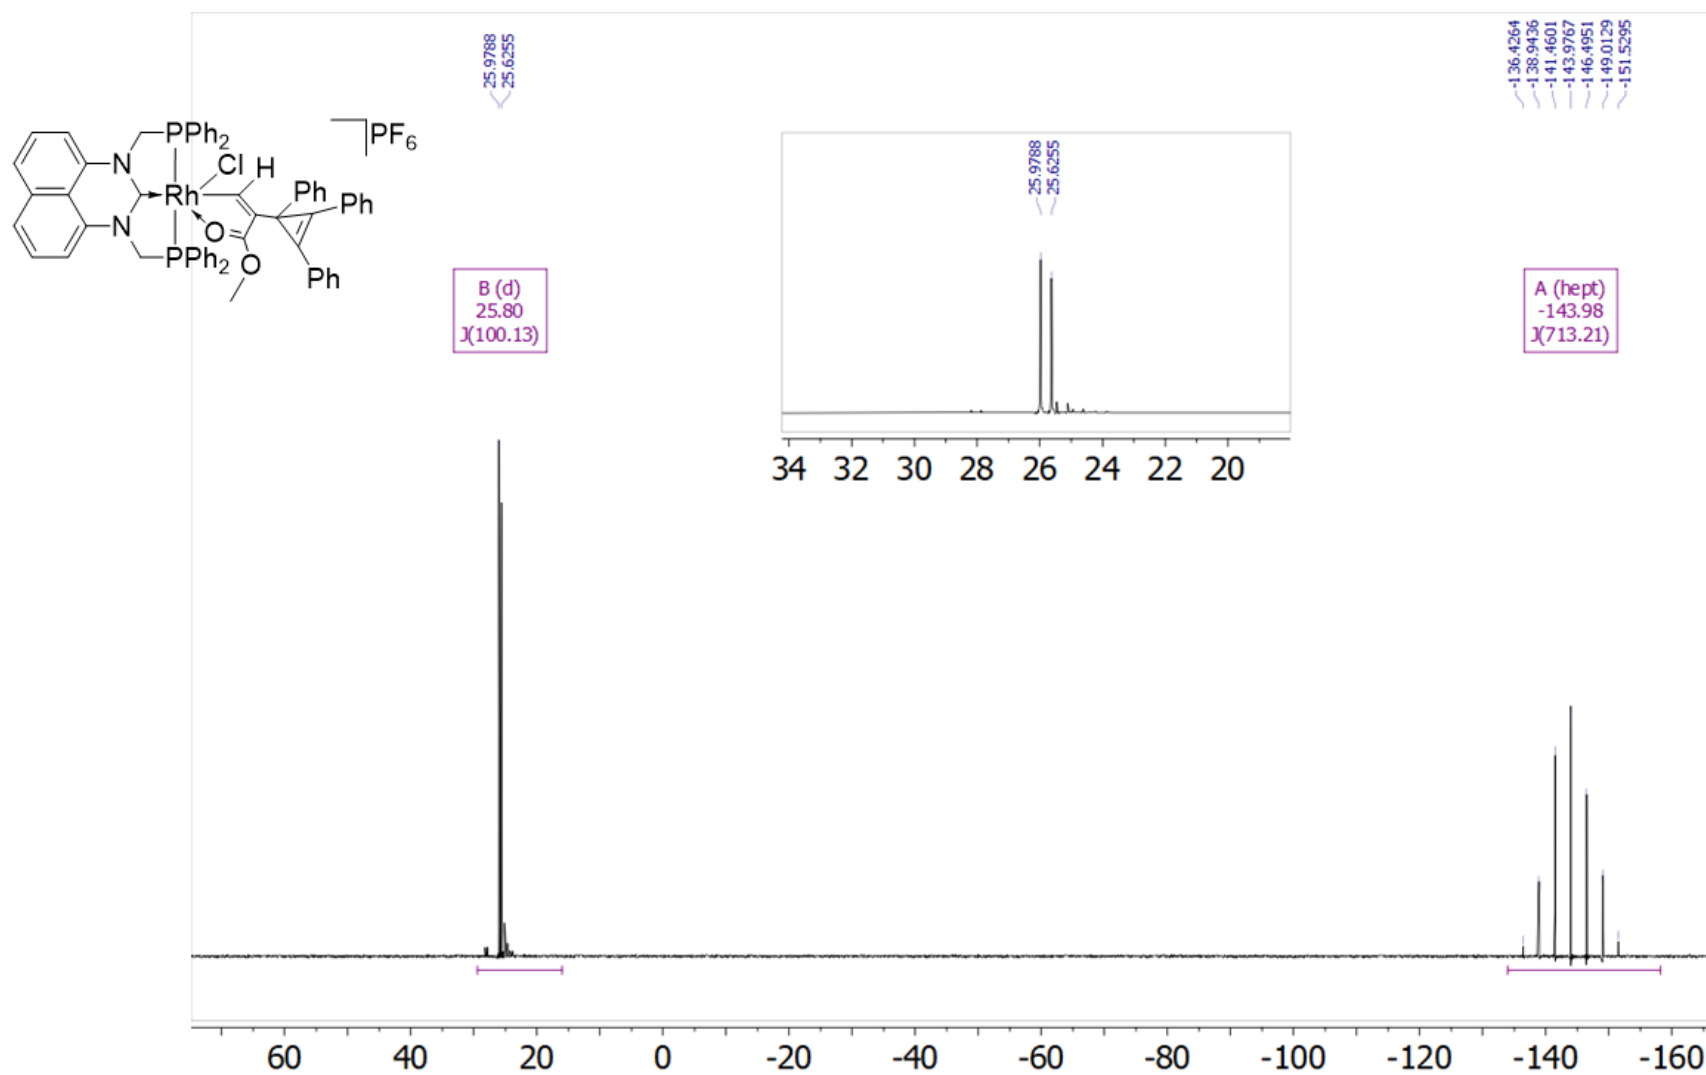 25.9788
25.6255
-136.4264
-138.9436
-141.4601
-143.9767
-146.4951
-149.0129
-151.5295
PPh2
PF6
Cl
H
N
Ph
Rh
Ph
O
N
PPh2
O
Ph
25.9788
25.6255
B (d)
25.80
J(100.13)
A (hept)
-143.98
J(713.21)
34 32 30 28 26 24 22 20
60 40 20 0 -20 -40 -60 -80 -100 -120 -140 -160